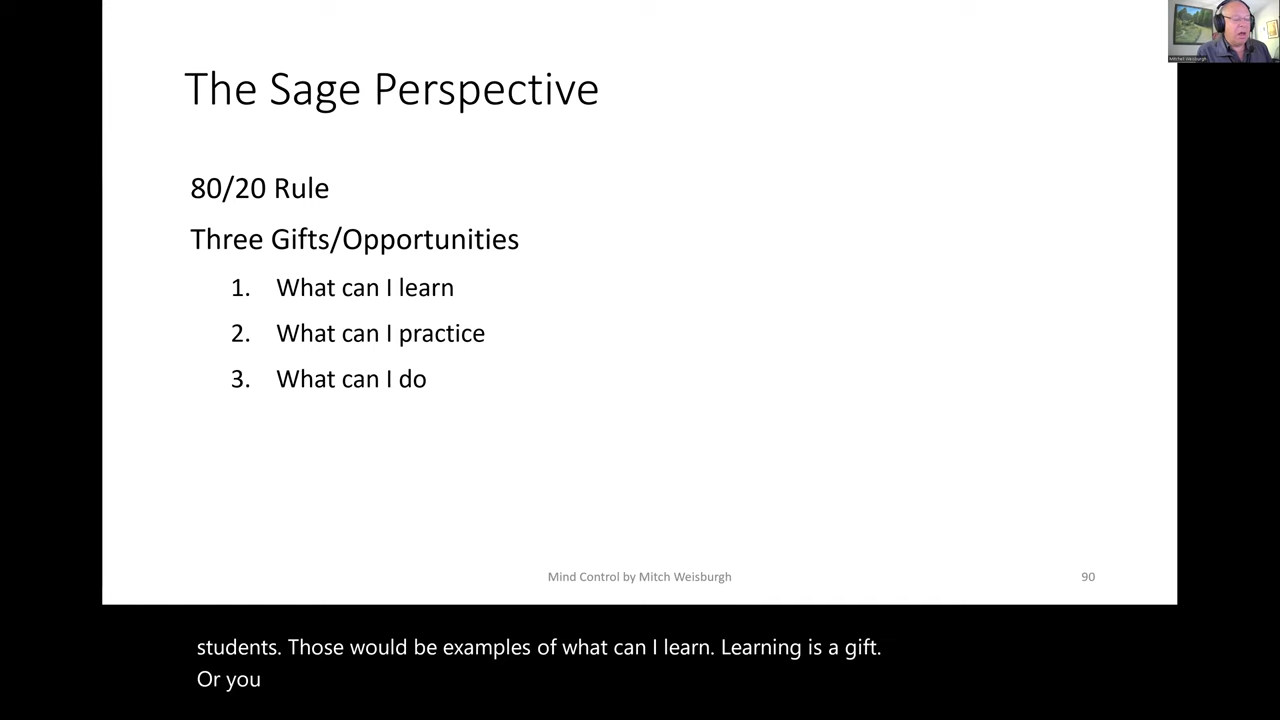 The Sage Perspective
80/20 Rule
Three Gifts/Opportunities
1. What can I learn
2. What can I practice
3. What can I do
Mind Control by Mitch Weisburgh
90
Mitchell Weisburgh
students. Those would be examples of what can I learn. Learning is a gift.
Or you